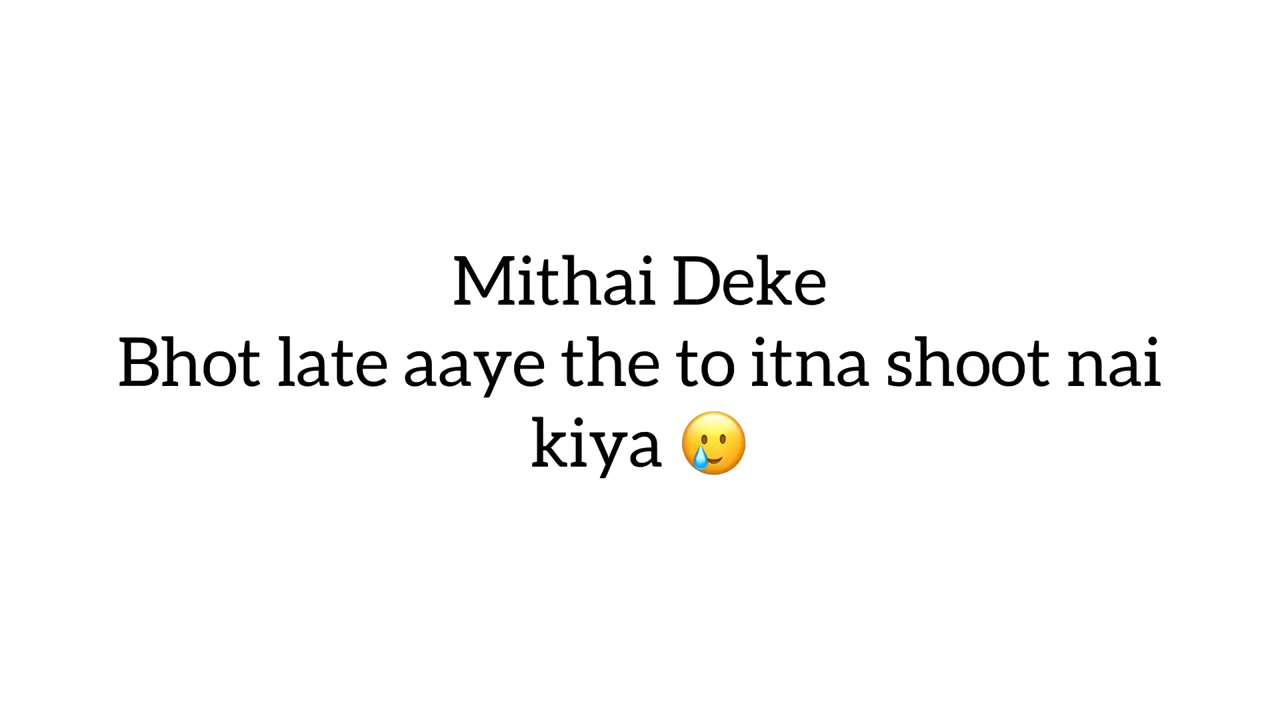 Mithai Deke
Bhot late aaye the to itna shoot nai
kiya 🥲